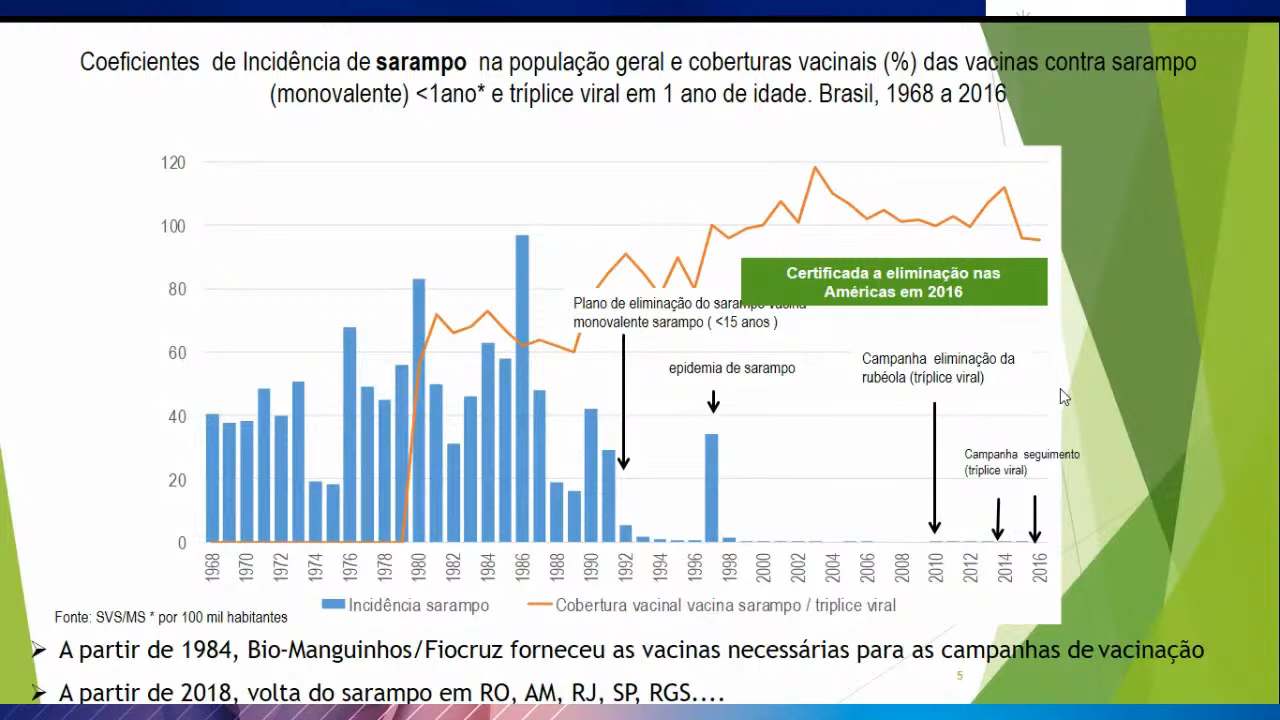 Coeficientes de Incidência de sarampo na população geral e coberturas vacinais (%) das vacinas contra sarampo
(monovalente) <1ano* e tríplice viral em 1 ano de idade. Brasil, 1968 a 2016
120
100
80
60
40
20
0
Certificada a eliminação nas
Américas em 2016
Plano de eliminação do sarampo vacina
monovalente sarampo ( <15 anos )
epidemia de sarampo
Campanha eliminação da
rubéola (tríplice viral)
Campanha seguimento
(triplice viral)
1968 1970 1972 1974 1976 1978 1980 1982 1984 1986 1988 1990 1992 1994 1996 1998 2000 2002 2004 2006 2008 2010 2012 2014 2016
Incidência sarampo Cobertura vacinal vacina sarampo / triplice viral
Fonte: SVS/MS * por 100 mil habitantes
➢ A partir de 1984, Bio-Manguinhos/Fiocruz forneceu as vacinas necessárias para as campanhas de vacinação
5
➢ A partir de 2018, volta do sarampo em RO, AM, RJ, SP, RGS....